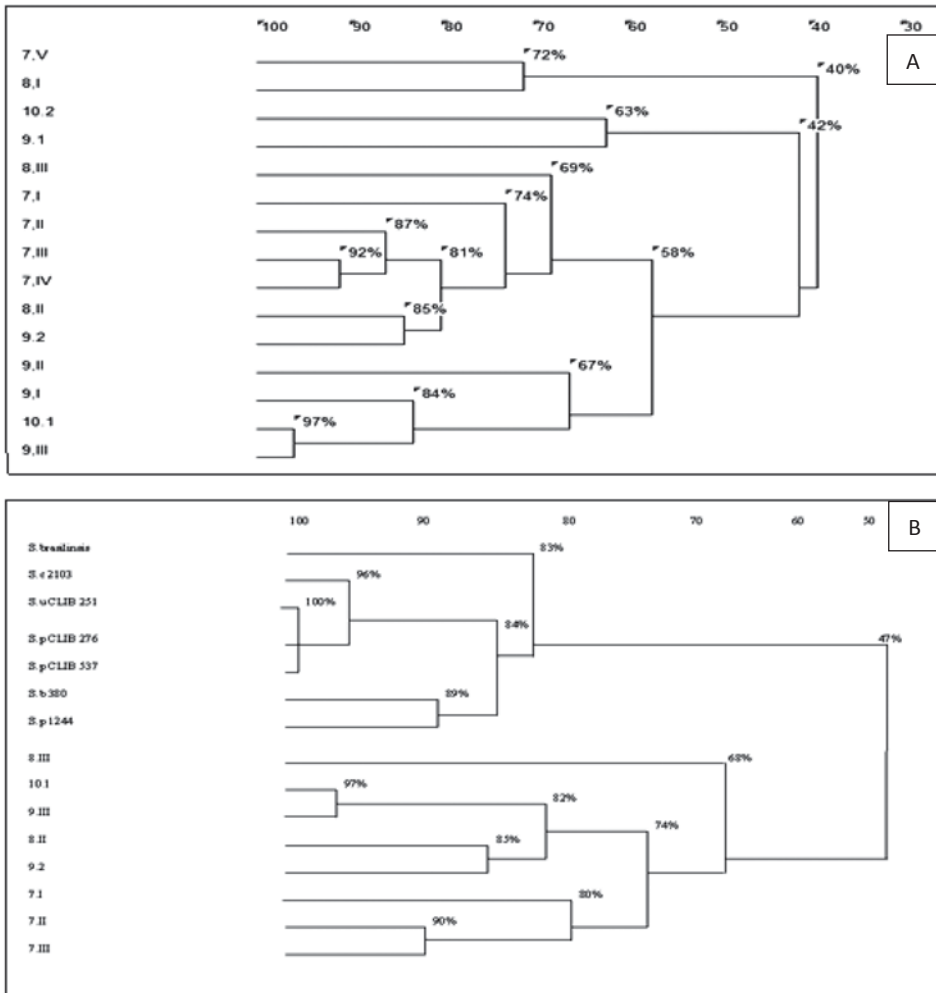 100 90 80 70 60 50 40 30
A
7,V 72%
40%
8,I
10.2 63%
42%
9.1
8,III 69%
7,I 74%
7,II 87%
7,III 92% 81% 58%
7,IV
8,II 85%
9.2
9,II 67%
9,I 84%
10.1 97%
9,III
100 90 80 70 60 50
B
83%
S.c2103 96%
S.uCLIB 251 100%
84%
S.pCLIB 276 47%
S.pCLIB 537
S.b380 89%
S.p1244
8.III 68%
10.1 97%
82%
9.III
74%
8.II 85%
9.2
7.I 80%
7.II 90%
7.III